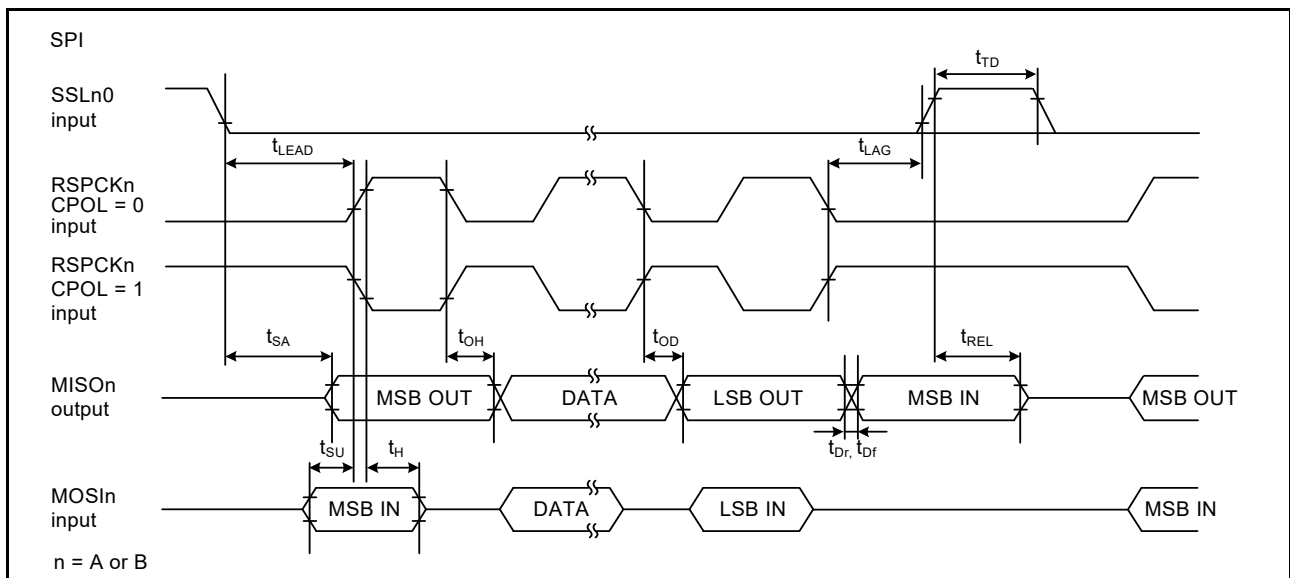 SPI
SSLn0
input
tTD
tLEAD
tLAG
RSPCKn
CPOL = 0
input
RSPCKn
CPOL = 1
input
tSA
tOH
tOD
tREL
MISOn
output
MSB OUT
DATA
LSB OUT
MSB IN
MSB OUT
tSU
tH
tDr, tDf
MOSIn
input
MSB IN
DATA
LSB IN
MSB IN
n = A or B